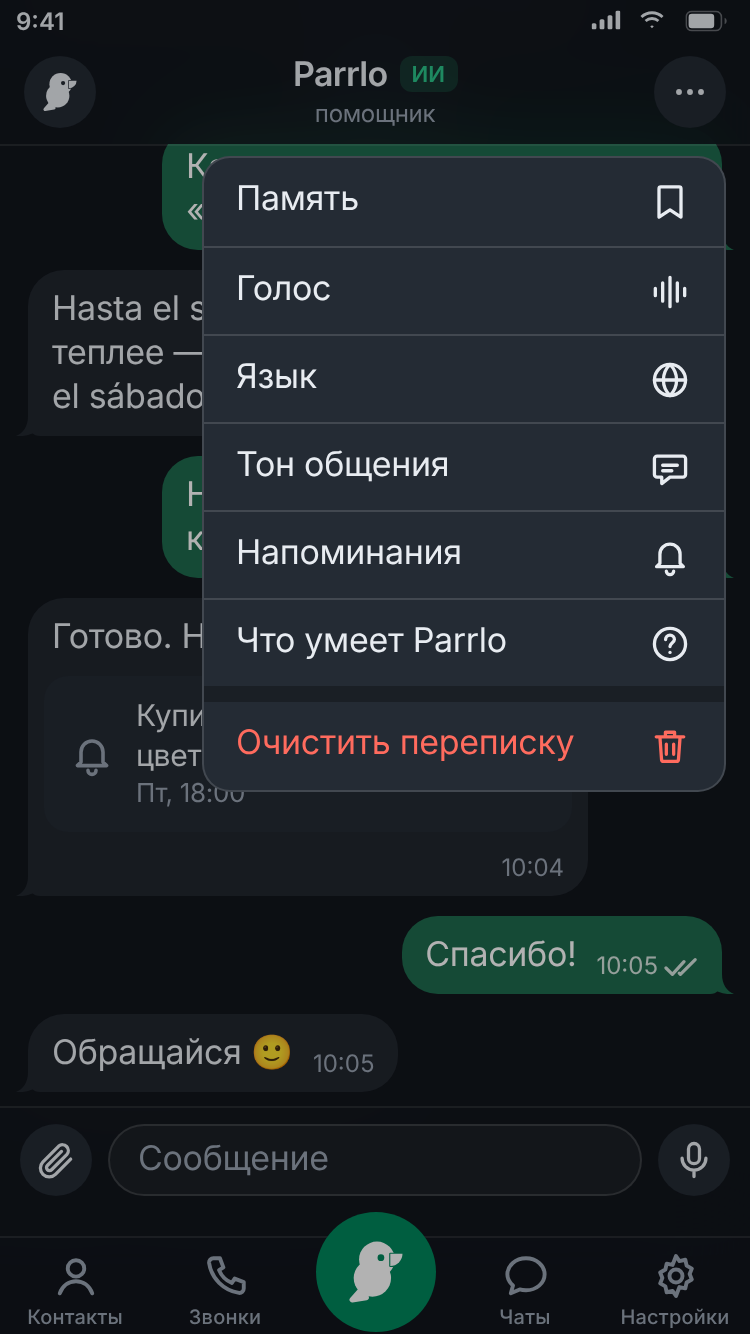 9:41
Parrlo ИИ
помощник
Память
«
Голос
Hasta el
теплее —
Язык
el sábado
Тон общения
Н
к
Напоминания
Что умеет Parrlo
Готово.
Очистить переписку
Пт, 18:00
10:04
Спасибо! 10:05
Обращайся 🙂 10:05
Сообщение
Контакты
Звонки
Чаты
Настройки